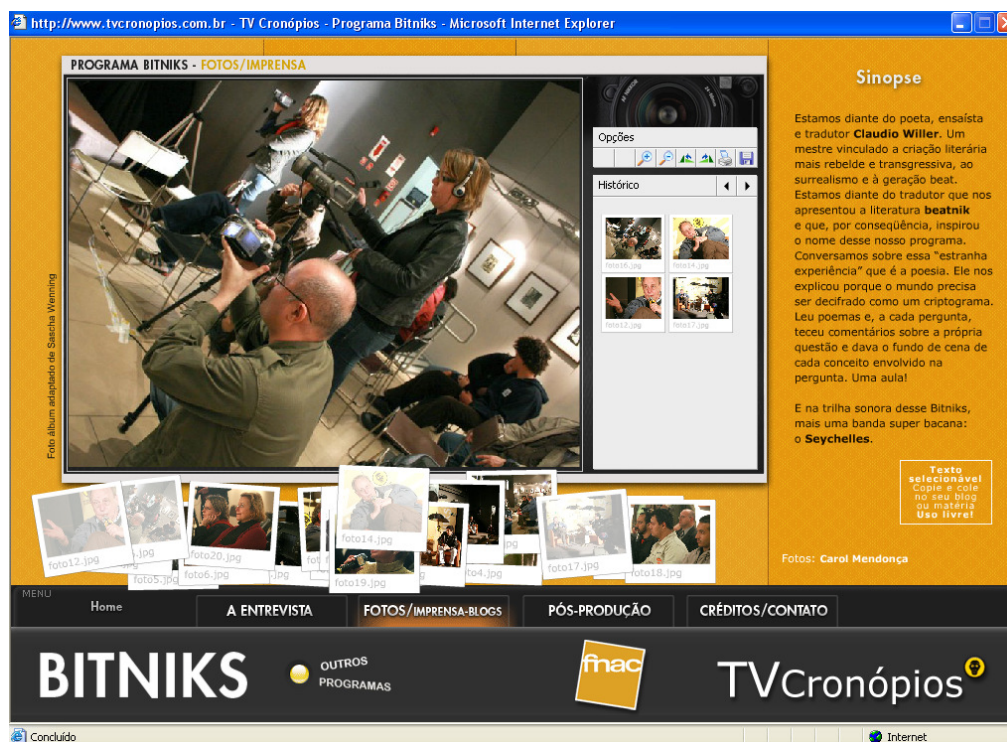 http://www.tvcronopios.com.br - TV Cronópios - Programa Bitniks - Microsoft Internet Explorer
PROGRAMA BITNIKS - FOTOS/IMPRENSA
Foto álbum adaptado de Sascha Wenning
Opções
Histórico
foto16.jpg
foto14.jpg
foto12.jpg
foto17.jpg
Sinopse
Estamos diante do poeta, ensaísta
e tradutor Claudio Willer. Um
mestre vinculado a criação literária
mais rebelde e transgressiva, ao
surrealismo e à geração beat.
Estamos diante do tradutor que nos
apresentou a literatura beatnik
e que, por conseqüência, inspirou
o nome desse nosso programa.
Conversamos sobre essa "estranha
experiência" que é a poesia. Ele nos
explicou porque o mundo precisa
ser decifrado como um criptograma.
Leu poemas e, a cada pergunta,
teceu comentários sobre a própria
questão e dava o fundo de cena de
cada conceito envolvido na
pergunta. Uma aula!
E na trilha sonora desse Bitniks,
mais uma banda super bacana:
o Seychelles.
Texto
selecionável
Copie e cole
no seu blog
ou matéria
Uso livre!
Fotos: Carol Mendonça
foto12.jpg
foto5.jpg
foto20.jpg
foto6.jpg
foto14.jpg
foto19.jpg
foto17.jpg
foto18.jpg
MENU
Home
A ENTREVISTA
FOTOS/IMPRENSA-BLOGS
PÓS-PRODUÇÃO
CRÉDITOS/CONTATO
BITNIKS
OUTROS
PROGRAMAS
fnac
TVCronópios
Concluído
Internet